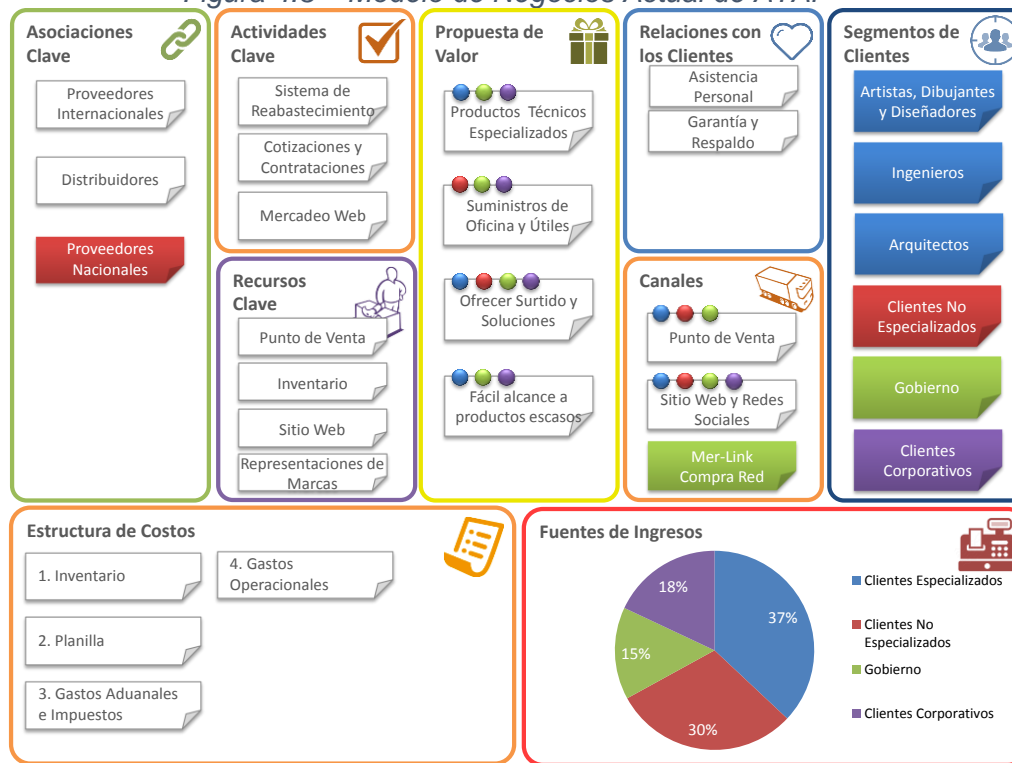 Modelo de Negocios Actual de
Asociaciones
Clave
Proveedores
Internacionales
Distribuidores
Proveedores
Nacionales
Actividades
Clave
Sistema de
Reabastecimiento
Cotizaciones y
Contrataciones
Mercadeo Web
Recursos
Clave
Punto de Venta
Inventario
Sitio Web
Representaciones de
Marcas
Propuesta de
Valor
Productos Técnicos
Especializados
Suministros de
Oficina y Útiles
Ofrecer Surtido y
Soluciones
Fácil alcance a
productos escasos
Relaciones con
los Clientes
Asistencia
Personal
Garantía y
Respaldo
Canales
Punto de Venta
Sitio Web y Redes
Sociales
Mer-Link
Compra Red
Segmentos de
Clientes
Artistas, Dibujantes
y Diseñadores
Ingenieros
Arquitectos
Clientes No
Especializados
Gobierno
Clientes
Corporativos
Estructura de Costos
1. Inventario
2. Planilla
3. Gastos Aduanales
e Impuestos
4. Gastos
Operacionales
Fuentes de Ingresos
18%
37%
15%
30%
Clientes Especializados
Clientes No
Especializados
Gobierno
Clientes Corporativos